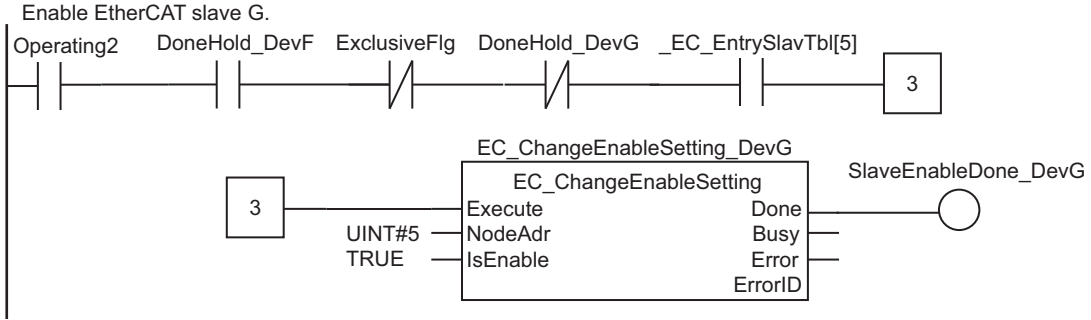 Enable EtherCAT slave G.
Operating2 DoneHold_DevF ExclusiveFlg DoneHold_DevG _EC_EntrySlavTbl[5]
3
EC_ChangeEnableSetting_DevG
EC_ChangeEnableSetting SlaveEnableDone_DevG
3 Execute Done
UINT#5 NodeAdr Busy
TRUE IsEnable Error
ErrorID